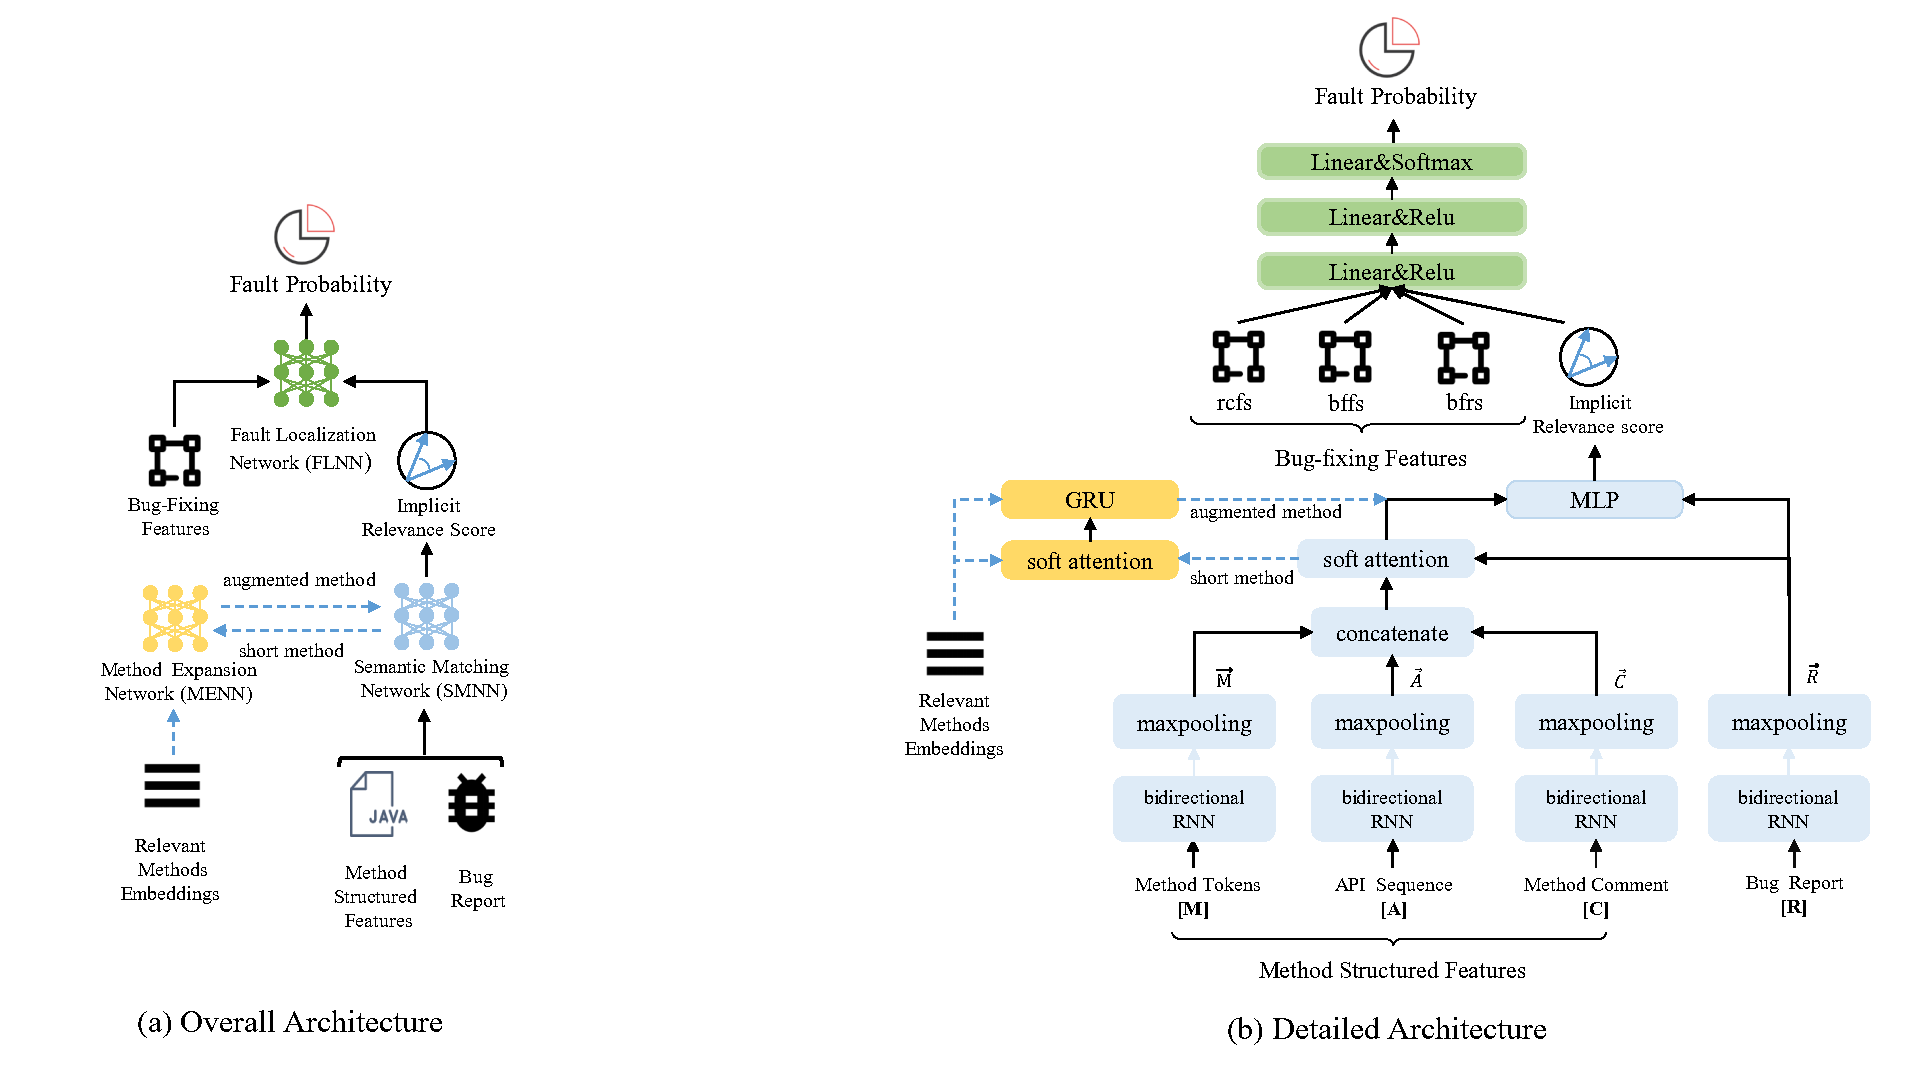 Fault Probability
Fault Localization
Network (FLNN)
Bug-Fixing
Features
Implicit
Relevance Score
augmented method
short method
Method Expansion
Network (MENN)
Semantic Matching
Network (SMNN)
Relevant
Methods
Embeddings
JAVA
Method
Structured
Features
Bug
Report
(a) Overall Architecture
Fault Probability
Linear&Softmax
Linear&Relu
Linear&Relu
rcfs
bffs
bfrs
Implicit
Relevance score
Bug-fixing Features
GRU
augmented method
MLP
soft attention
short method
soft attention
concatenate
Relevant
Methods
Embeddings
M
A
C
R
maxpooling
maxpooling
maxpooling
maxpooling
bidirectional
RNN
bidirectional
RNN
bidirectional
RNN
bidirectional
RNN
Method Tokens
[M]
API Sequence
[A]
Method Comment
[C]
Bug Report
[R]
Method Structured Features
(b) Detailed Architecture